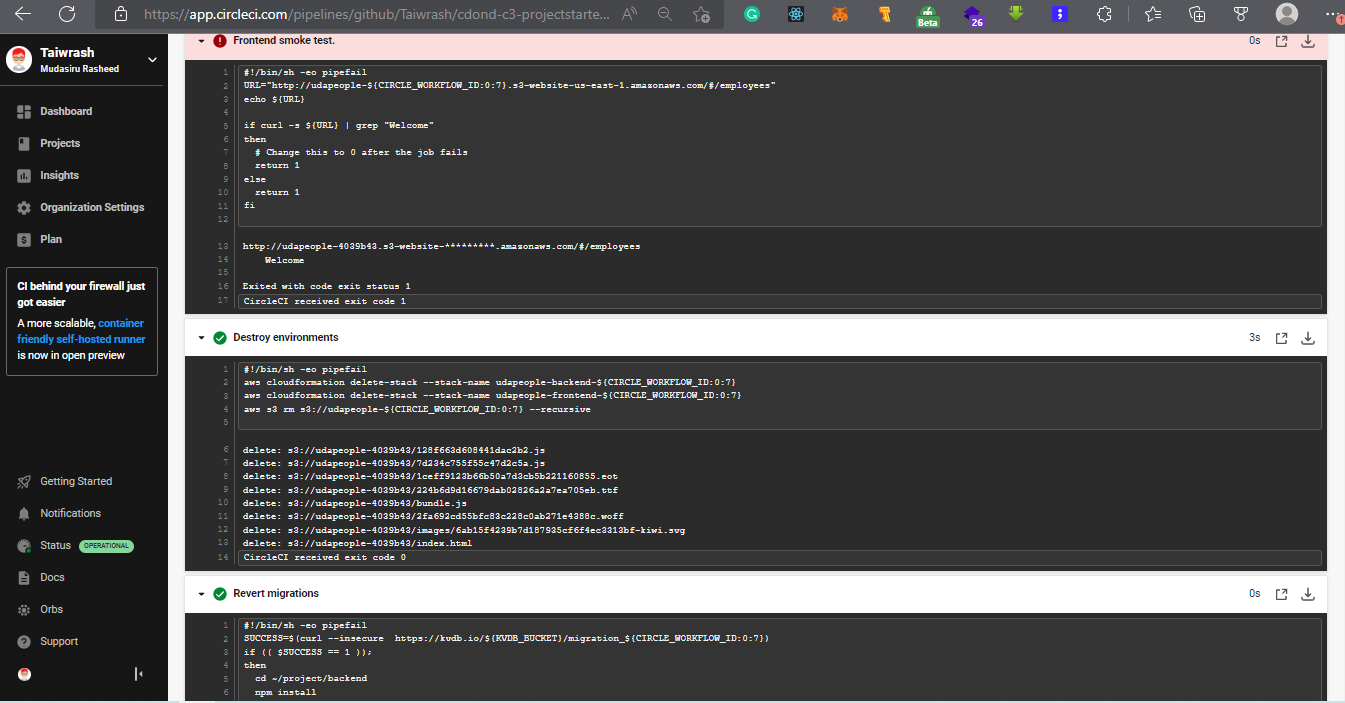 https://app.circleci.com/pipelines/github/Taiwrash/cdond-c3-projectstarte...
Beta
26
Taiwrash
Mudasiru Rasheed
Dashboard
Projects
Insights
Organization Settings
Plan
CI behind your firewall just
got easier
A more scalable, container
friendly self-hosted runner
is now in open preview
Getting Started
Notifications
Status OPERATIONAL
Docs
Orbs
Support
Frontend smoke test. 0s
1 #!/bin/sh -eo pipefail
2 URL="http://udapeople-${CIRCLE_WORKFLOW_ID:0:7}.s3-website-us-east-1.amazonaws.com/#/employees"
3 echo ${URL}
4
5 if curl -s ${URL} | grep "Welcome"
6 then
7 # Change this to 0 after the job fails
8 return 1
9 else
10 return 1
11 fi
12
13 http://udapeople-4039b43.s3-website-*********.amazonaws.com/#/employees
14 Welcome
15
16 Exited with code exit status 1
17 CircleCI received exit code 1
Destroy environments 3s
1 #!/bin/sh -eo pipefail
2 aws cloudformation delete-stack --stack-name udapeople-backend-${CIRCLE_WORKFLOW_ID:0:7}
3 aws cloudformation delete-stack --stack-name udapeople-frontend-${CIRCLE_WORKFLOW_ID:0:7}
4 aws s3 rm s3://udapeople-${CIRCLE_WORKFLOW_ID:0:7} --recursive
5
6 delete: s3://udapeople-4039b43/128f663d608441dac2b2.js
7 delete: s3://udapeople-4039b43/7d234c755f55c47d2c5a.js
8 delete: s3://udapeople-4039b43/1ceff9123b66b50a7d3cb5b221160855.eot
9 delete: s3://udapeople-4039b43/224b6d9d16679dab02826a2a7ea705eb.ttf
10 delete: s3://udapeople-4039b43/bundle.js
11 delete: s3://udapeople-4039b43/2fa692cd55bfc83c228c0ab271e4388c.woff
12 delete: s3://udapeople-4039b43/images/6ab15f4239b7d187935cf6f4ec3313bf-kiwi.svg
13 delete: s3://udapeople-4039b43/index.html
14 CircleCI received exit code 0
Revert migrations 0s
1 #!/bin/sh -eo pipefail
2 SUCCESS=$(curl --insecure https://kvdb.io/${KVDB_BUCKET}/migration_${CIRCLE_WORKFLOW_ID:0:7})
3 if (( $SUCCESS == 1 ));
4 then
5 cd ~/project/backend
6 npm install